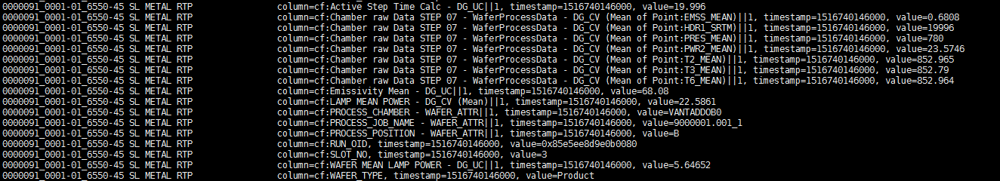 0000091_0001-01_6550-45 SL METAL RTP column=cf:Active Step Time Calc - DG_UC||1, timestamp=1516740146000, value=19.996
0000091_0001-01_6550-45 SL METAL RTP column=cf:Chamber raw Data STEP 07 - WaferProcessData - DG_CV (Mean of Point:EMSS_MEAN)||1, timestamp=1516740146000, value=0.6808
0000091_0001-01_6550-45 SL METAL RTP column=cf:Chamber raw Data STEP 07 - WaferProcessData - DG_CV (Mean of Point:HDR1_SRTM)||1, timestamp=1516740146000, value=19996
0000091_0001-01_6550-45 SL METAL RTP column=cf:Chamber raw Data STEP 07 - WaferProcessData - DG_CV (Mean of Point:PRES_MEAN)||1, timestamp=1516740146000, value=780
0000091_0001-01_6550-45 SL METAL RTP column=cf:Chamber raw Data STEP 07 - WaferProcessData - DG_CV (Mean of Point:PWR2_MEAN)||1, timestamp=1516740146000, value=23.5746
0000091_0001-01_6550-45 SL METAL RTP column=cf:Chamber raw Data STEP 07 - WaferProcessData - DG_CV (Mean of Point:T2_MEAN)||1, timestamp=1516740146000, value=852.965
0000091_0001-01_6550-45 SL METAL RTP column=cf:Chamber raw Data STEP 07 - WaferProcessData - DG_CV (Mean of Point:T3_MEAN)||1, timestamp=1516740146000, value=852.79
0000091_0001-01_6550-45 SL METAL RTP column=cf:Chamber raw Data STEP 07 - WaferProcessData - DG_CV (Mean of Point:T6_MEAN)||1, timestamp=1516740146000, value=852.964
0000091_0001-01_6550-45 SL METAL RTP column=cf:Emissivity Mean - DG_UC||1, timestamp=1516740146000, value=68.08
0000091_0001-01_6550-45 SL METAL RTP column=cf:LAMP MEAN POWER - DG_CV (Mean)||1, timestamp=1516740146000, value=22.5861
0000091_0001-01_6550-45 SL METAL RTP column=cf:PROCESS_CHAMBER - WAFER_ATTR||1, timestamp=1516740146000, value=VANTADDOB0
0000091_0001-01_6550-45 SL METAL RTP column=cf:PROCESS_JOB_NAME - WAFER_ATTR||1, timestamp=1516740146000, value=9000001.001_1
0000091_0001-01_6550-45 SL METAL RTP column=cf:PROCESS_POSITION - WAFER_ATTR||1, timestamp=1516740146000, value=B
0000091_0001-01_6550-45 SL METAL RTP column=cf:RUN_OID, timestamp=1516740146000, value=0x85e5ee8d9e0b0080
0000091_0001-01_6550-45 SL METAL RTP column=cf:SLOT_NO, timestamp=1516740146000, value=3
0000091_0001-01_6550-45 SL METAL RTP column=cf:WAFER MEAN LAMP POWER - DG_UC||1, timestamp=1516740146000, value=5.64652
0000091_0001-01_6550-45 SL METAL RTP column=cf:WAFER_TYPE, timestamp=1516740146000, value=Product